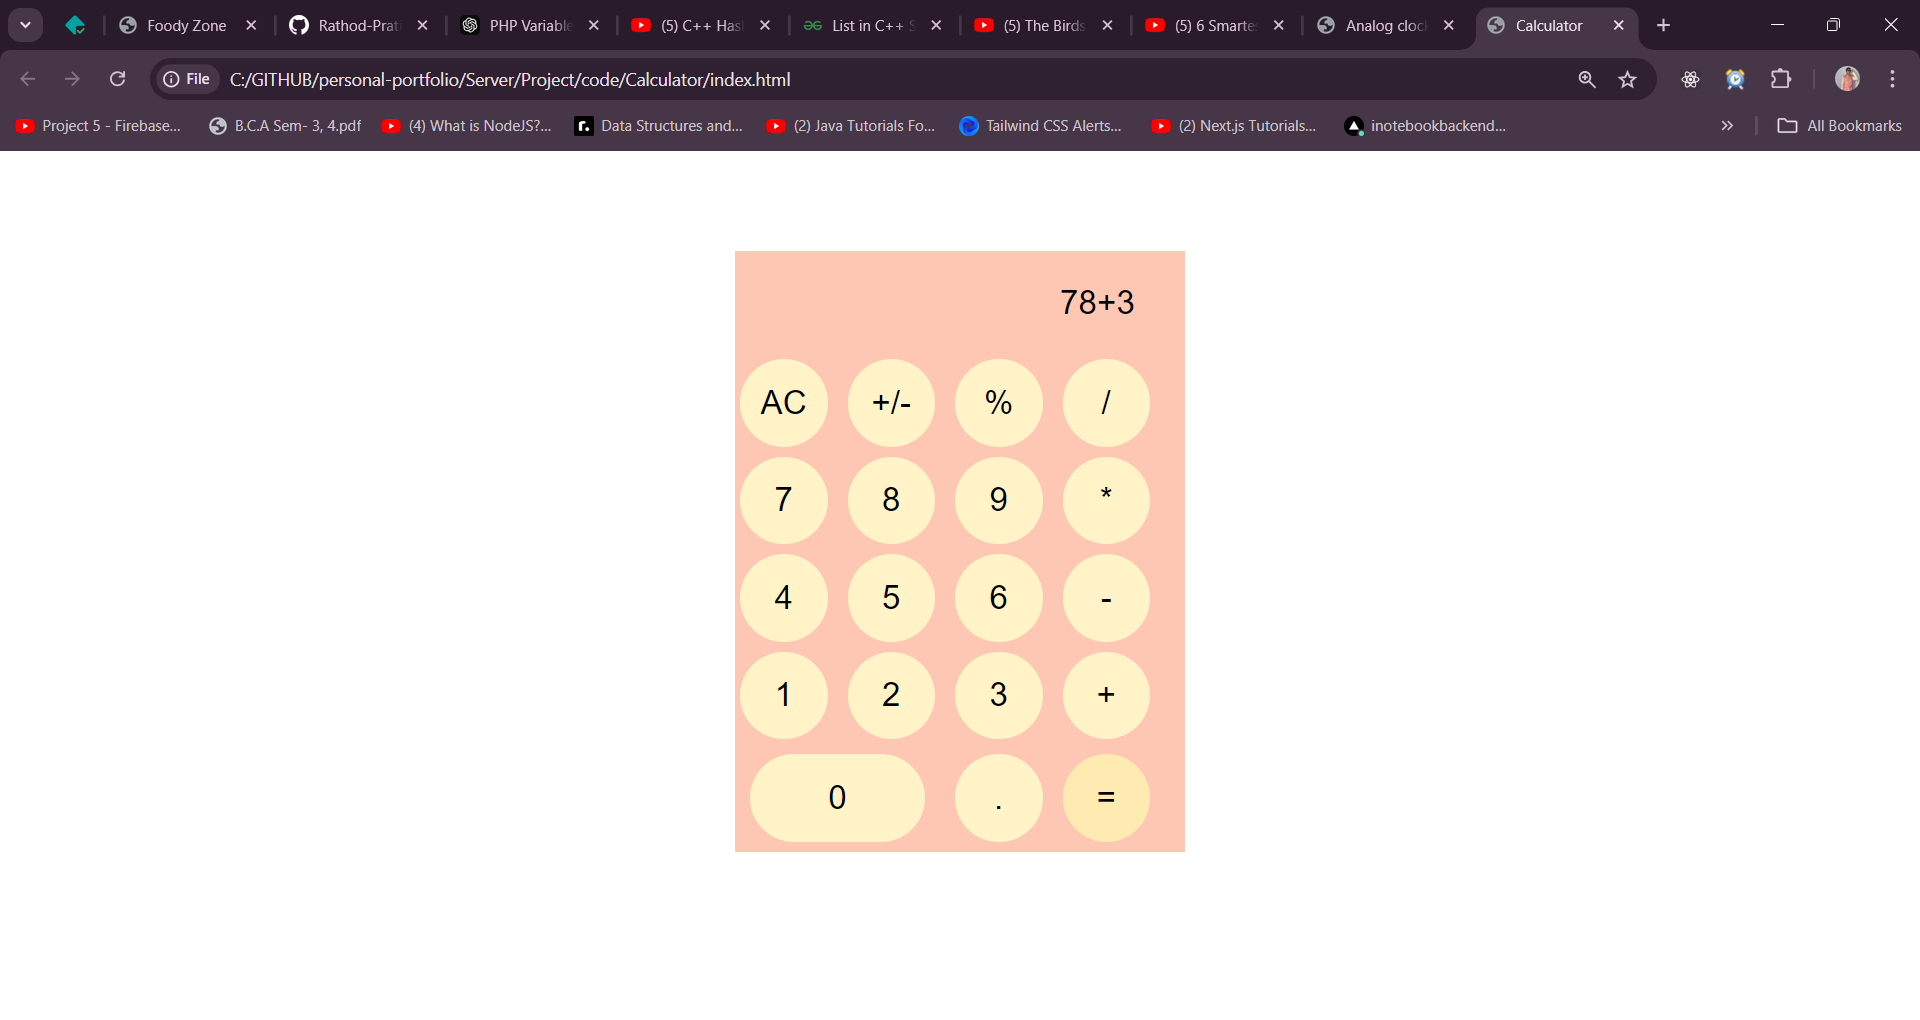 Foody Zone
Rathod-Prat
PHP Variable
(5) C++ Has
List in C++ S
(5) The Birds
(5) 6 Smarte
Analog cloc
Calculator
File
C:/GITHUB/personal-portfolio/Server/Project/code/Calculator/index.html
Project 5 - Firebase...
B.C.A Sem- 3, 4.pdf
(4) What is NodeJS?...
Data Structures and...
(2) Java Tutorials Fo...
Tailwind CSS Alerts...
(2) Next.js Tutorials...
inotebookbackend...
All Bookmarks
78+3
AC +/- % /
7 8 9 *
4 5 6 -
1 2 3 +
0 . =